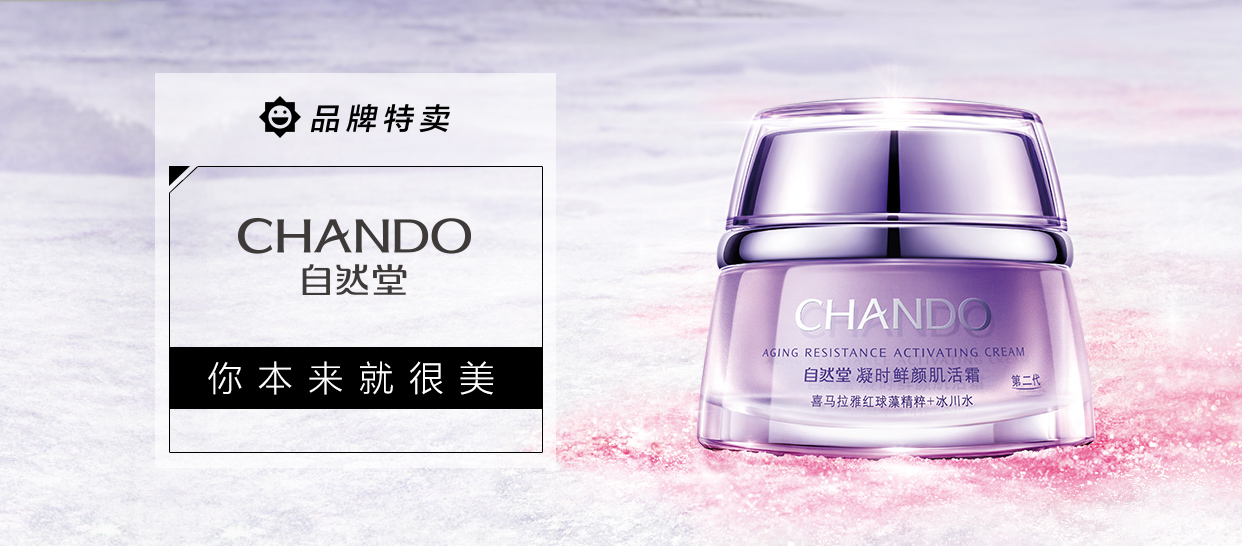 品牌特卖
CHANDO
自然堂
你本来就很美
CHANDO
AGING RESISTANCE ACTIVATING CREAM
自然堂 凝时鲜颜肌活霜
第二代
喜马拉雅红球藻精粹+冰川水